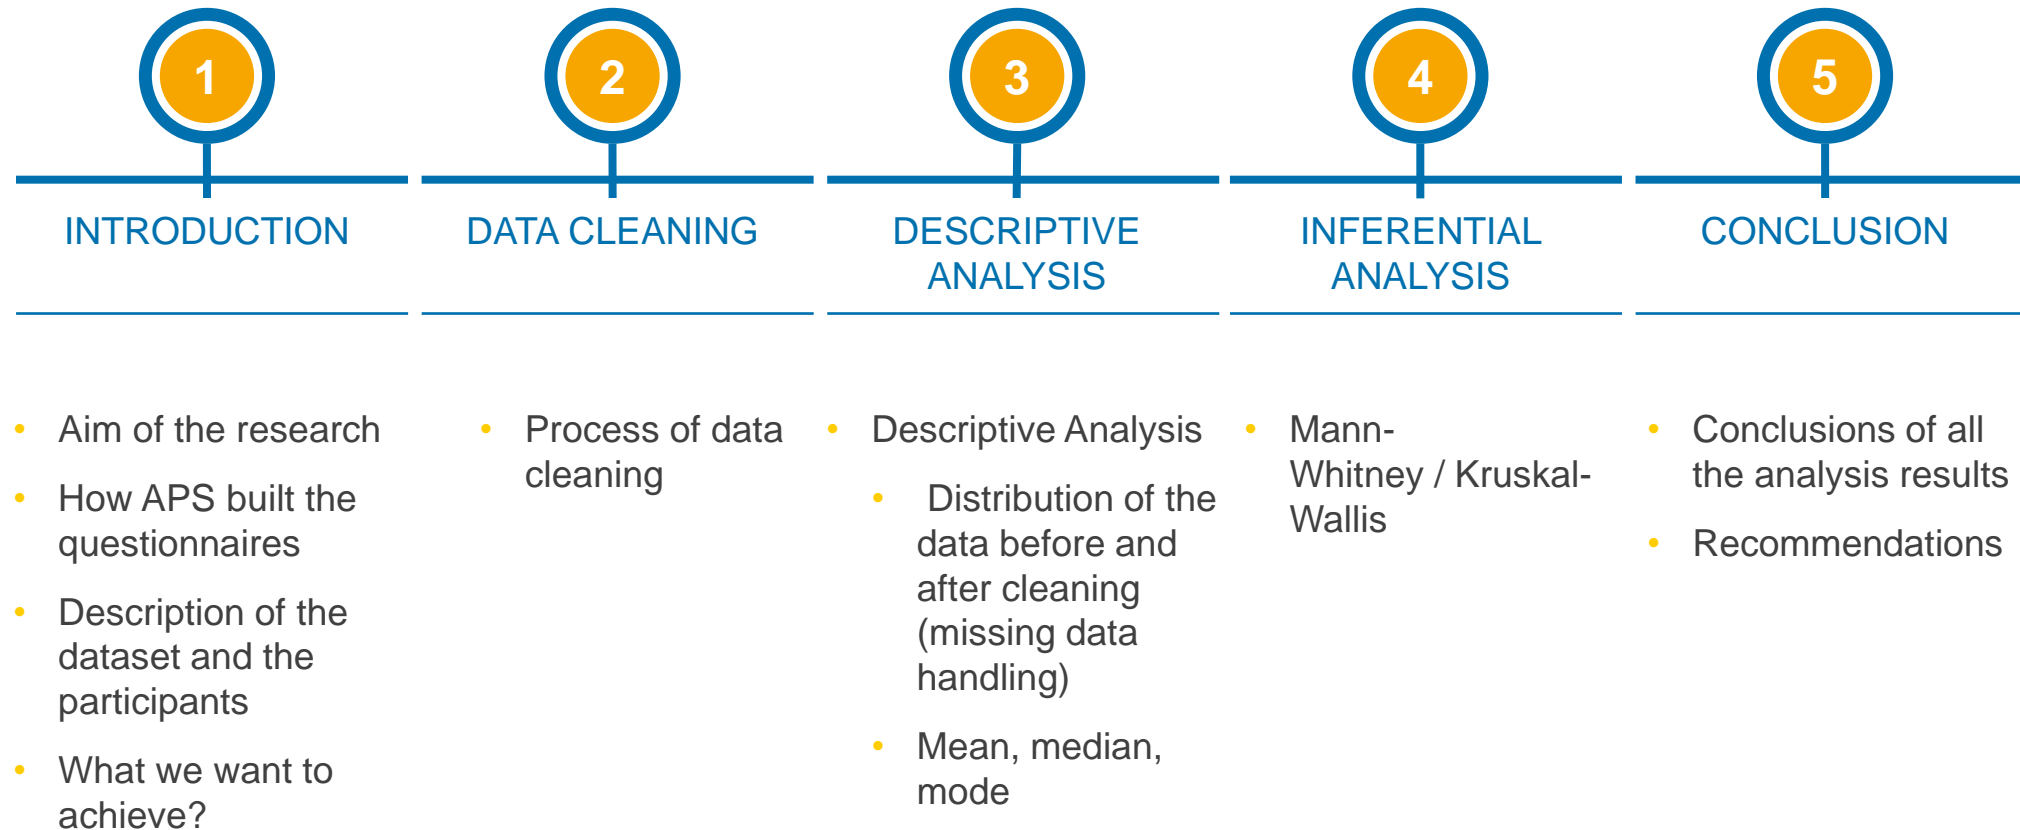 1
INTRODUCTION
• Aim of the research
• How APS built the
questionnaires
• Description of the
dataset and the
participants
• What we want to
achieve?
2
DATA CLEANING
• Process of data
cleaning
3
DESCRIPTIVE
ANALYSIS
• Descriptive Analysis
• Distribution of the
data before and
after cleaning
(missing data
handling)
• Mean, median,
mode
4
INFERENTIAL
ANALYSIS
• Mann-
Whitney / Kruskal-
Wallis
5
CONCLUSION
• Conclusions of all
the analysis results
• Recommendations